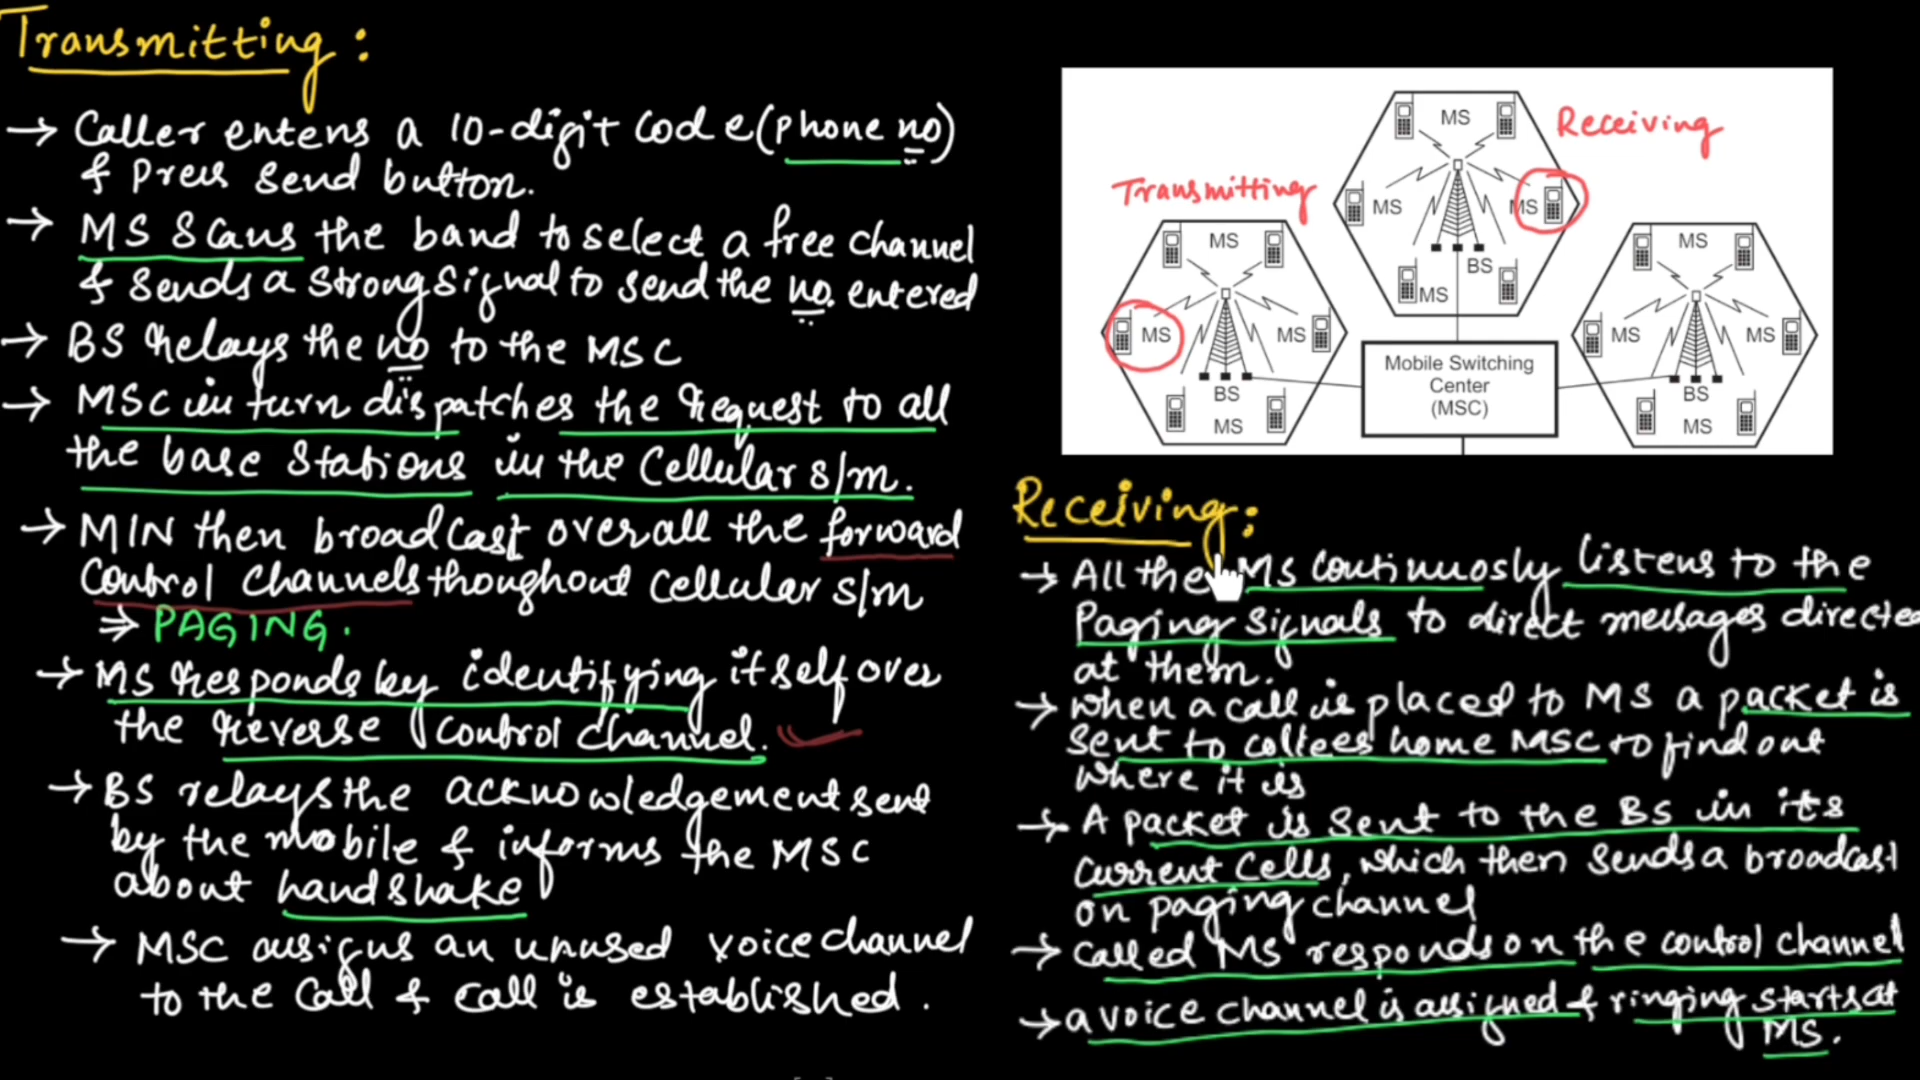 Transmitting :
→ Caller enters a 10-digit code (phone no)
& press send button.
→ MS scans the band to select a free channel
& sends a strong signal to send the no. entered
→ BS relays the no to the MSC
→ MSC in turn dispatches the request to all
the base stations in the cellular s/m.
→ MIN then broadcast over all the forward
control channels thoughout cellular s/m
⇒ PAGING.
→ MS responds by identifying itself over
the reverse control channel.
→ BS relays the acknowledgement sent
by the mobile & informs the MSC
about handshake
→ MSC assigns an unused voice channel
to the call & call is established.
Receiving
Transmitting
MS
MS
MS
BS
MS
MS
MS
MS
BS
MS
MS
MS
MS
BS
MS
Mobile Switching
Center
(MSC)
Receiving :
→ All the MS continuosly listens to the
Paging signals to direct messages directed
at them.
→ when a call is placed to MS a packet is
sent to home MSC to find out
where it is
→ A packet is sent to the BS in its
current cells, which then sends a broadcast
on paging channel
→ called MS responds on the control channel
→ a voice channel is assigned & ringing starts at
MS.